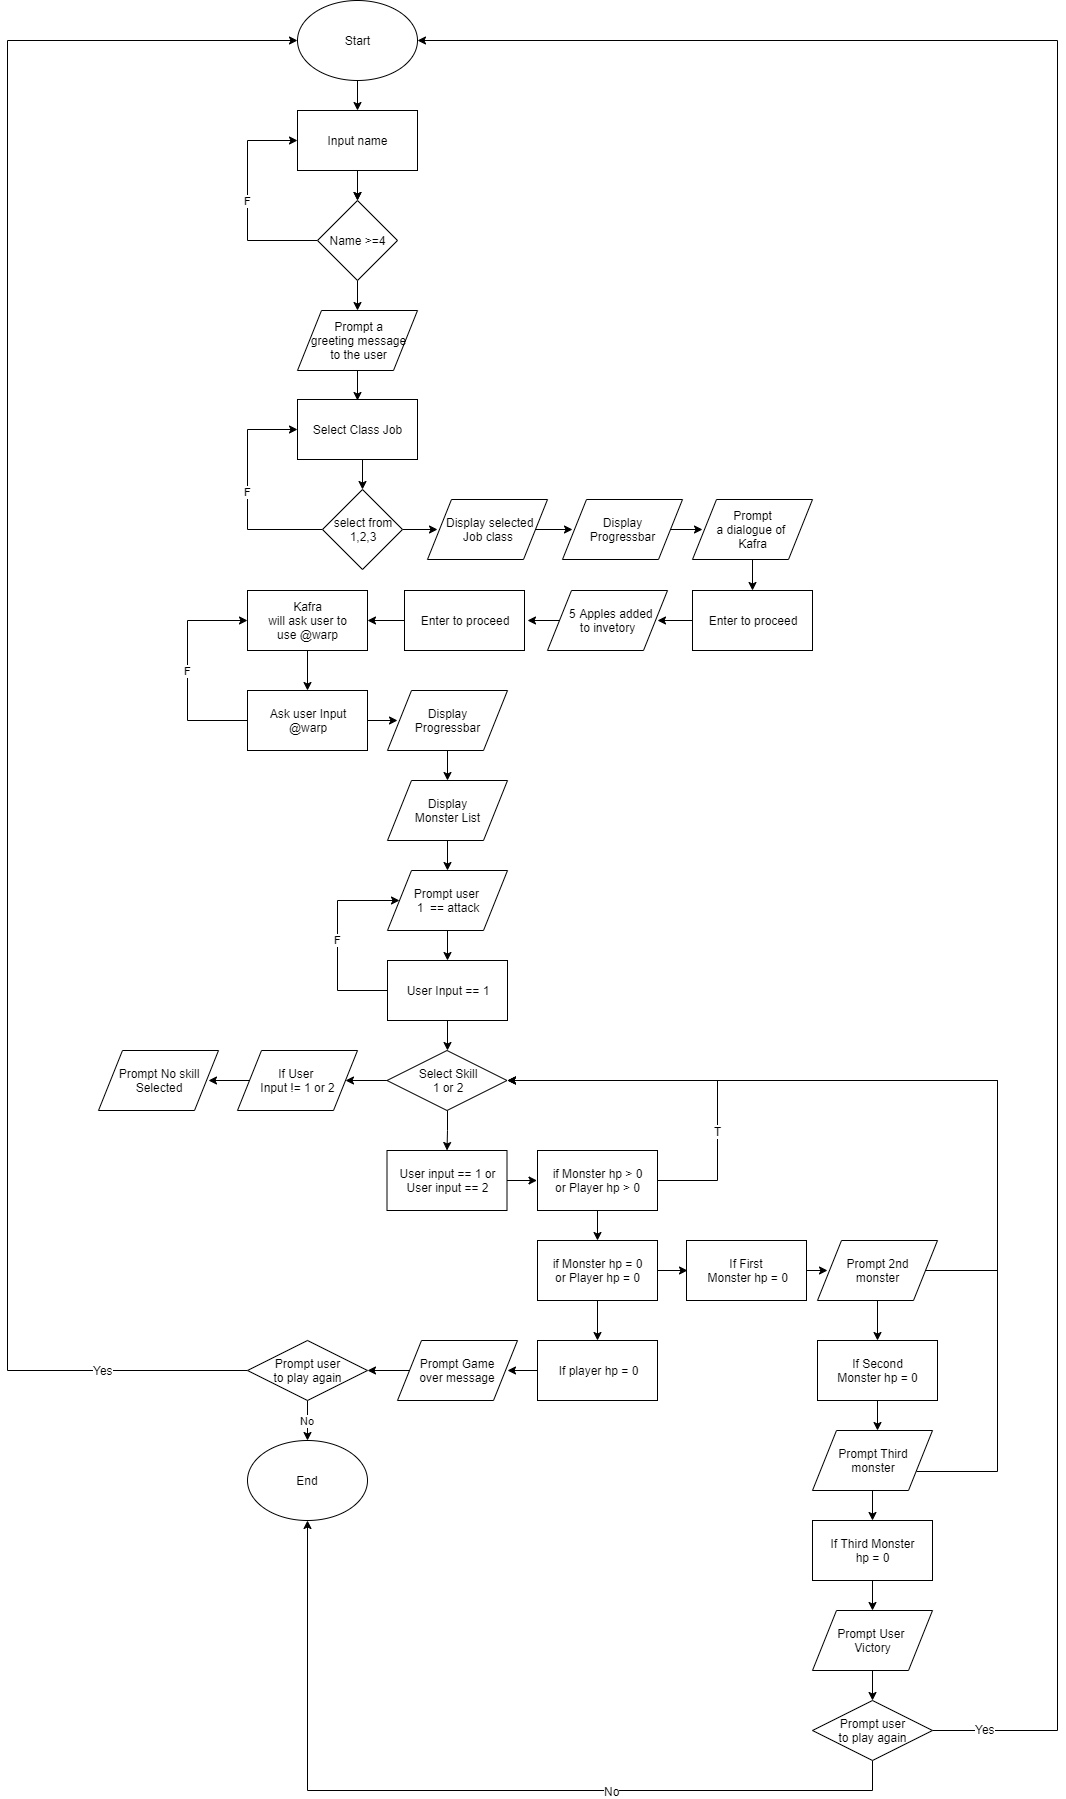 Start
Input name
F
Name >=4
Prompt a
greeting message
to the user
Select Class Job
F
select from
1,2,3
Display selected
Job class
Display
Progressbar
Prompt
a dialogue of
Kafra
Kafra
will ask user to
use @warp
Enter to proceed
5 Apples added
to invetory
Enter to proceed
F
Ask user Input
@warp
Display
Progressbar
Display
Monster List
Prompt user
1 == attack
F
User Input == 1
Prompt No skill
Selected
If User
Input != 1 or 2
Select Skill
1 or 2
T
User input == 1 or
User input == 2
if Monster hp > 0
or Player hp > 0
if Monster hp = 0
or Player hp = 0
If First
Monster hp = 0
Prompt 2nd
monster
Yes
Prompt user
to play again
Prompt Game
over message
If player hp = 0
If Second
Monster hp = 0
No
End
Prompt Third
monster
If Third Monster
hp = 0
Prompt User
Victory
Prompt user
to play again
Yes
No